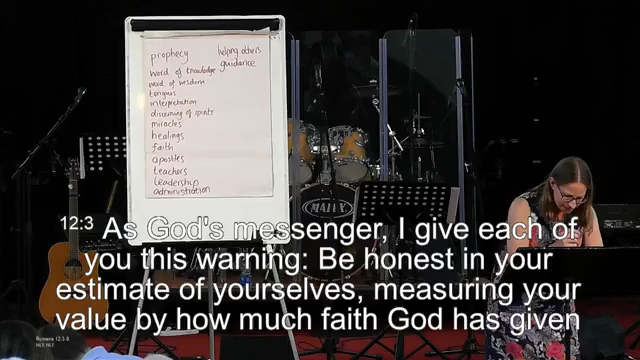 prophecy
helping others
word of knowledge
guidance
word of wisdom
tongues
interpretation
discerning of spirits
miracles
healings
faith
apostles
teachers
leadership
administration
MAPEX
12:3 As God's messenger, I give each of
you this warning: Be honest in your
estimate of yourselves, measuring your
value by how much faith God has given
Romans 12:3-8